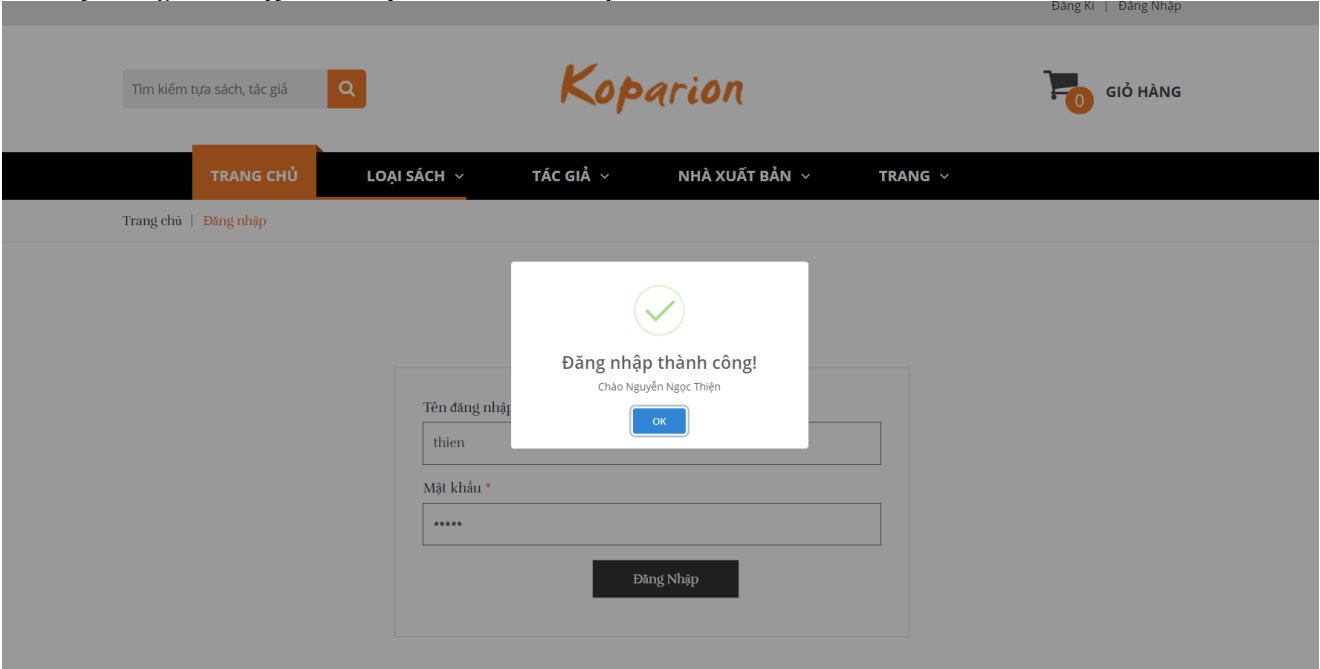 Đăng Kí | Đăng Nhập
Tìm kiếm tựa sách, tác giả
Koparion
0 GIỎ HÀNG
TRANG CHỦ LOẠI SÁCH TÁC GIẢ NHÀ XUẤT BẢN TRANG
Trang chủ | Đăng nhập
Đăng nhập thành công!
Chào Nguyễn Ngọc Thiện
OK
Tên đăng nhập
thien
Mật khẩu *
•••••
Đăng Nhập